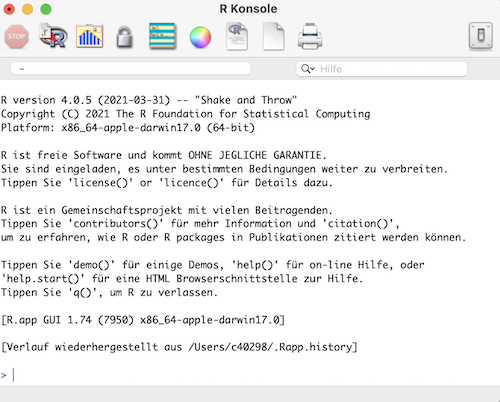 R Konsole
STOP
R
~
Hilfe
R version 4.0.5 (2021-03-31) -- "Shake and Throw"
Copyright (C) 2021 The R Foundation for Statistical Computing
Platform: x86_64-apple-darwin17.0 (64-bit)
R ist freie Software und kommt OHNE JEGLICHE GARANTIE.
Sie sind eingeladen, es unter bestimmten Bedingungen weiter zu verbreiten.
Tippen Sie 'license()' or 'licence()' für Details dazu.
R ist ein Gemeinschaftsprojekt mit vielen Beitragenden.
Tippen Sie 'contributors()' für mehr Information und 'citation()',
um zu erfahren, wie R oder R packages in Publikationen zitiert werden können.
Tippen Sie 'demo()' für einige Demos, 'help()' für on-line Hilfe, oder
'help.start()' für eine HTML Browserschnittstelle zur Hilfe.
Tippen Sie 'q()', um R zu verlassen.
[R.app GUI 1.74 (7950) x86_64-apple-darwin17.0]
[Verlauf wiederhergestellt aus /Users/c40298/.Rapp.history]
>